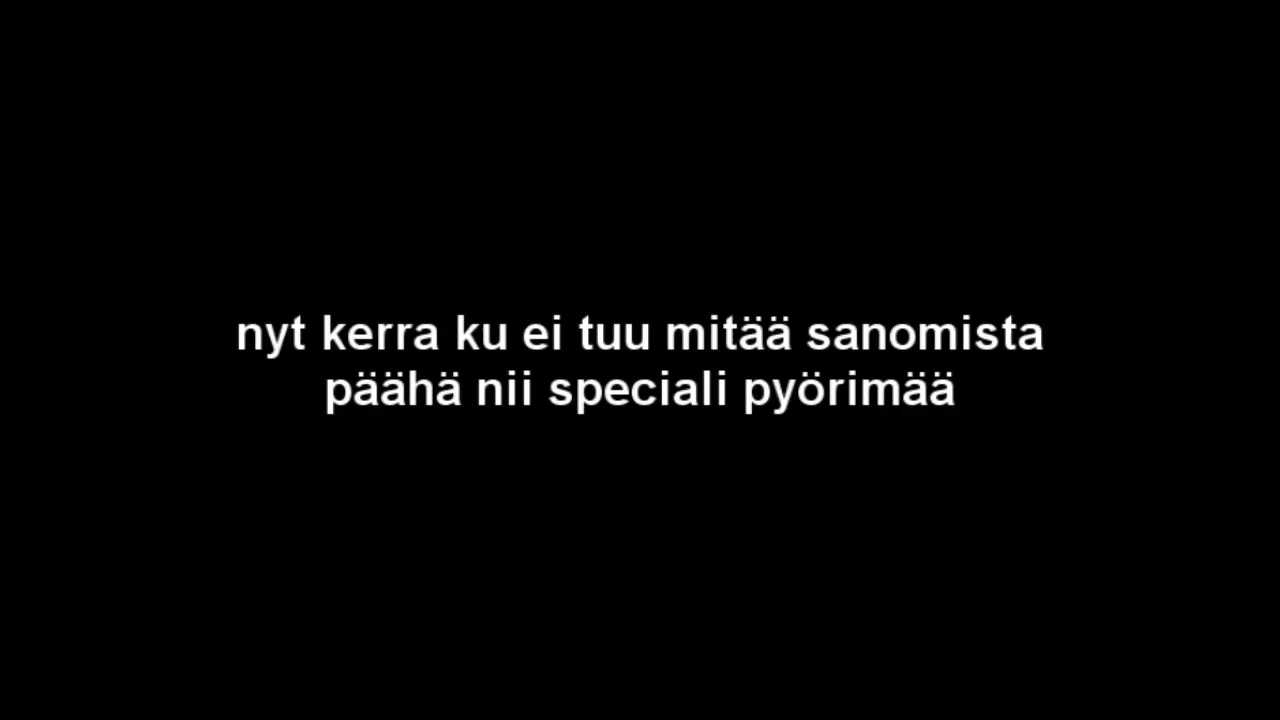 nyt kerra ku ei tuu mitää sanomista
päähä nii speciali pyörimää